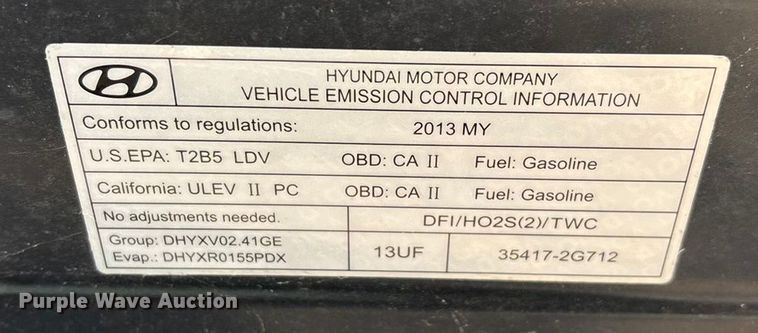 HYUNDAI MOTOR COMPANY
VEHICLE EMISSION CONTROL INFORMATION
Conforms to regulations: 2013 MY
U.S.EPA: T2B5 LDV OBD: CA II Fuel: Gasoline
California: ULEV II PC OBD: CA II Fuel: Gasoline
No adjustments needed. DFI/HO2S(2)/TWC
Group: DHYXV02.41GE
Evap.: DHYXR0155PDX
13UF 35417-2G712
Purple Wave Auction